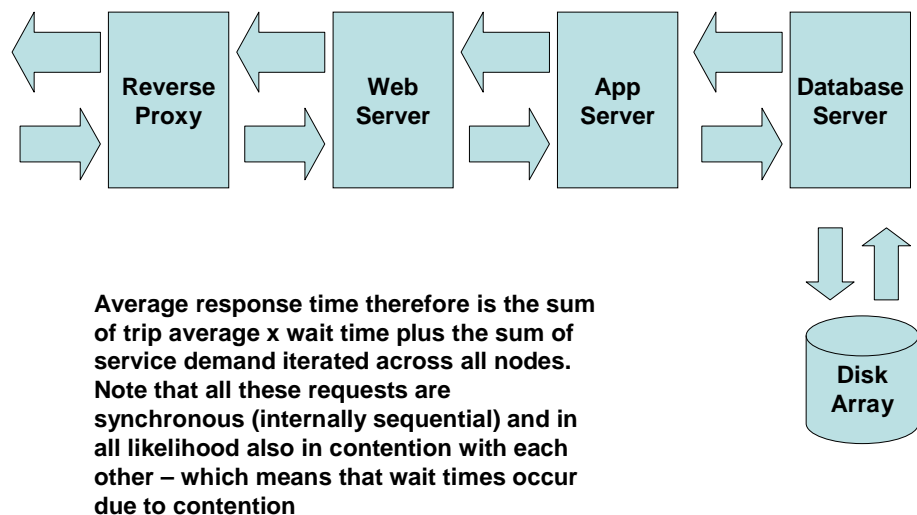 Reverse
Proxy
Web
Server
App
Server
Database
Server
Average response time therefore is the sum
of trip average x wait time plus the sum of
service demand iterated across all nodes.
Note that all these requests are
synchronous (internally sequential) and in
all likelihood also in contention with each
other – which means that wait times occur
due to contention
Disk
Array